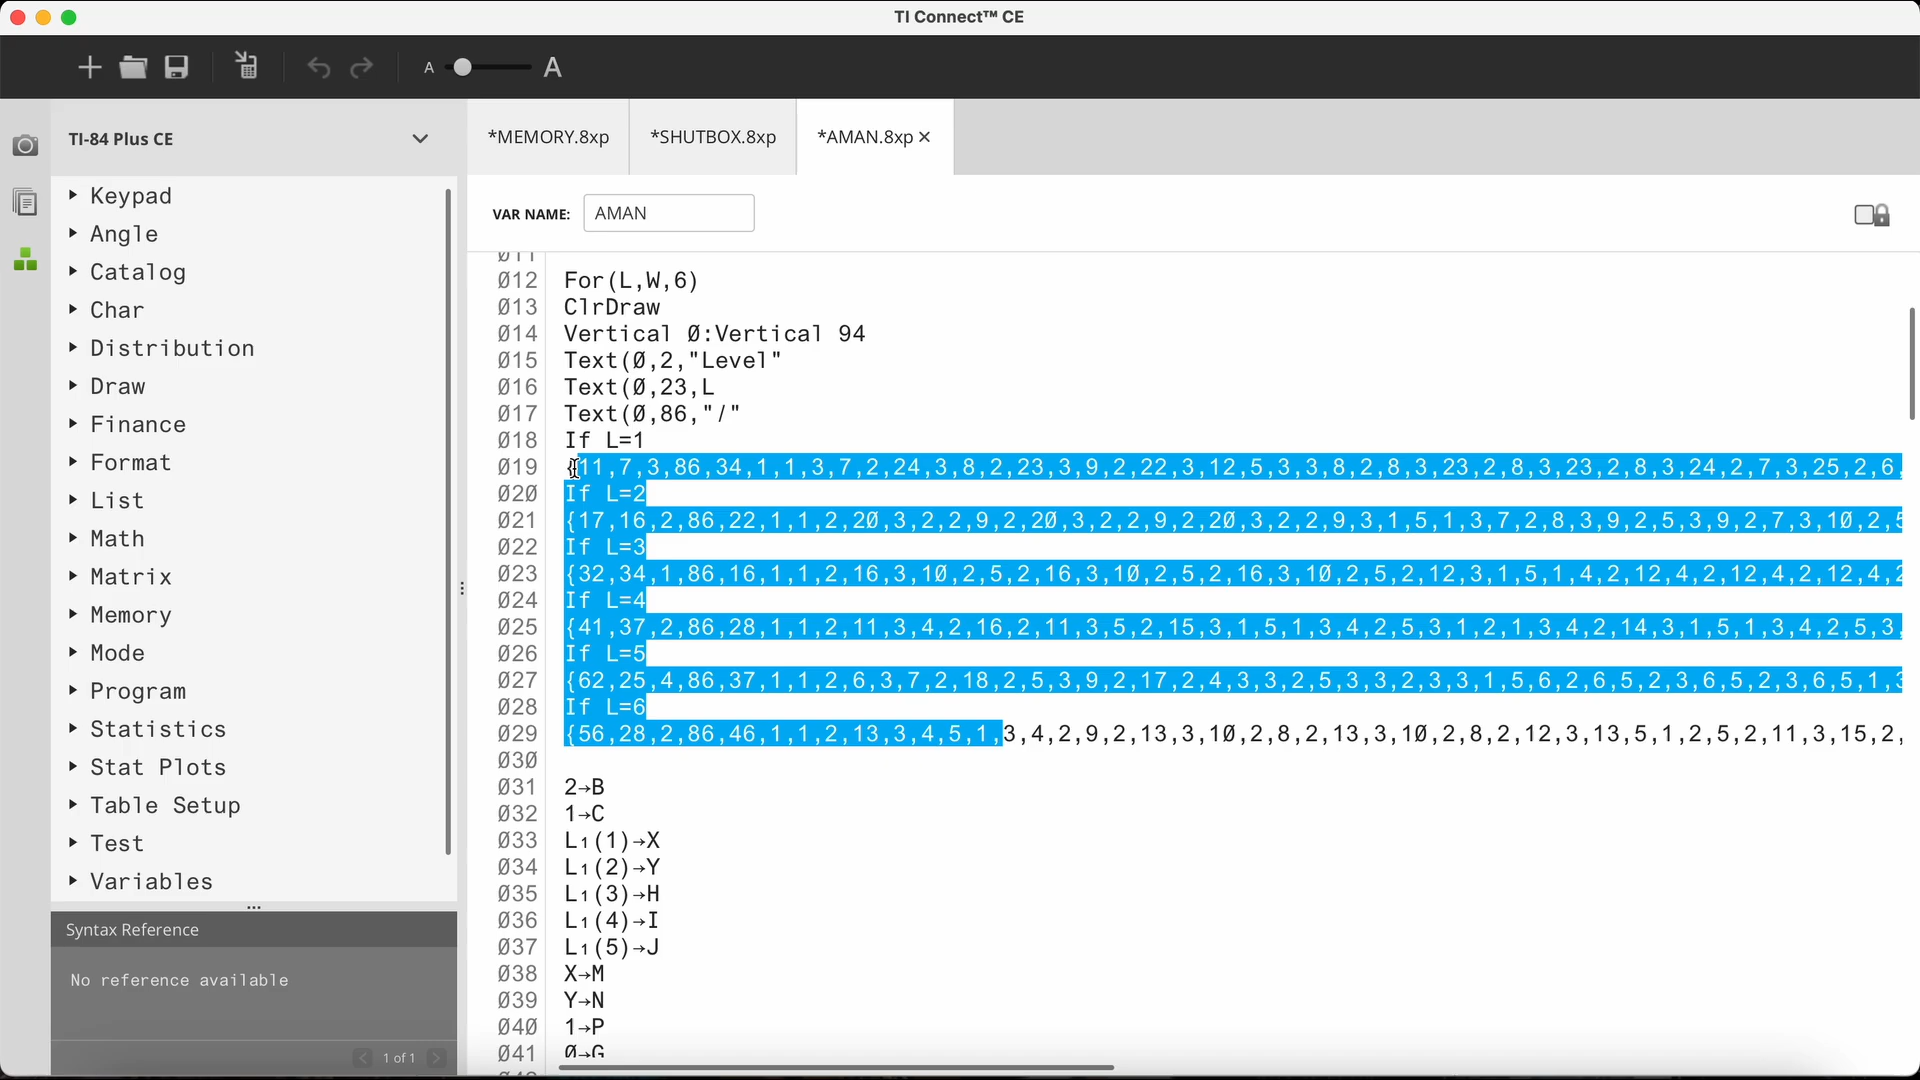 TI Connect™ CE
A A
TI-84 Plus CE
*MEMORY.8xp *SHUTBOX.8xp *AMAN.8xp ×
VAR NAME: AMAN
Keypad
Angle
Catalog
Char
Distribution
Draw
Finance
Format
List
Math
Matrix
Memory
Mode
Program
Statistics
Stat Plots
Table Setup
Test
Variables
Syntax Reference
No reference available
1 of 1
011
012 For(L,W,6)
013 ClrDraw
014 Vertical 0:Vertical 94
015 Text(0,2,"Level"
016 Text(0,23,L
017 Text(0,86,"/"
018 If L=1
019 {11,7,3,86,34,1,1,3,7,2,24,3,8,2,23,3,9,2,22,3,12,5,3,3,8,2,8,3,23,2,8,3,23,2,8,3,24,2,7,3,25,2,6,
020 If L=2
021 {17,16,2,86,22,1,1,2,20,3,2,2,9,2,20,3,2,2,9,2,20,3,2,2,9,3,1,5,1,3,7,2,8,3,9,2,5,3,9,2,7,3,10,2,5
022 If L=3
023 {32,34,1,86,16,1,1,2,16,3,10,2,5,2,16,3,10,2,5,2,16,3,10,2,5,2,12,3,1,5,1,4,2,12,4,2,12,4,2,12,4,2
024 If L=4
025 {41,37,2,86,28,1,1,2,11,3,4,2,16,2,11,3,5,2,15,3,1,5,1,3,4,2,5,3,1,2,1,3,4,2,14,3,1,5,1,3,4,2,5,3,
026 If L=5
027 {62,25,4,86,37,1,1,2,6,3,7,2,18,2,5,3,9,2,17,2,4,3,3,2,5,3,3,2,3,3,1,5,6,2,6,5,2,3,6,5,2,3,6,5,1,3
028 If L=6
029 {56,28,2,86,46,1,1,2,13,3,4,5,1,3,4,2,9,2,13,3,10,2,8,2,13,3,10,2,8,2,12,3,13,5,1,2,5,2,11,3,15,2,
030
031 2→B
032 1→C
033 L₁(1)→X
034 L₁(2)→Y
035 L₁(3)→H
036 L₁(4)→I
037 L₁(5)→J
038 X→M
039 Y→N
040 1→P
041 0→G